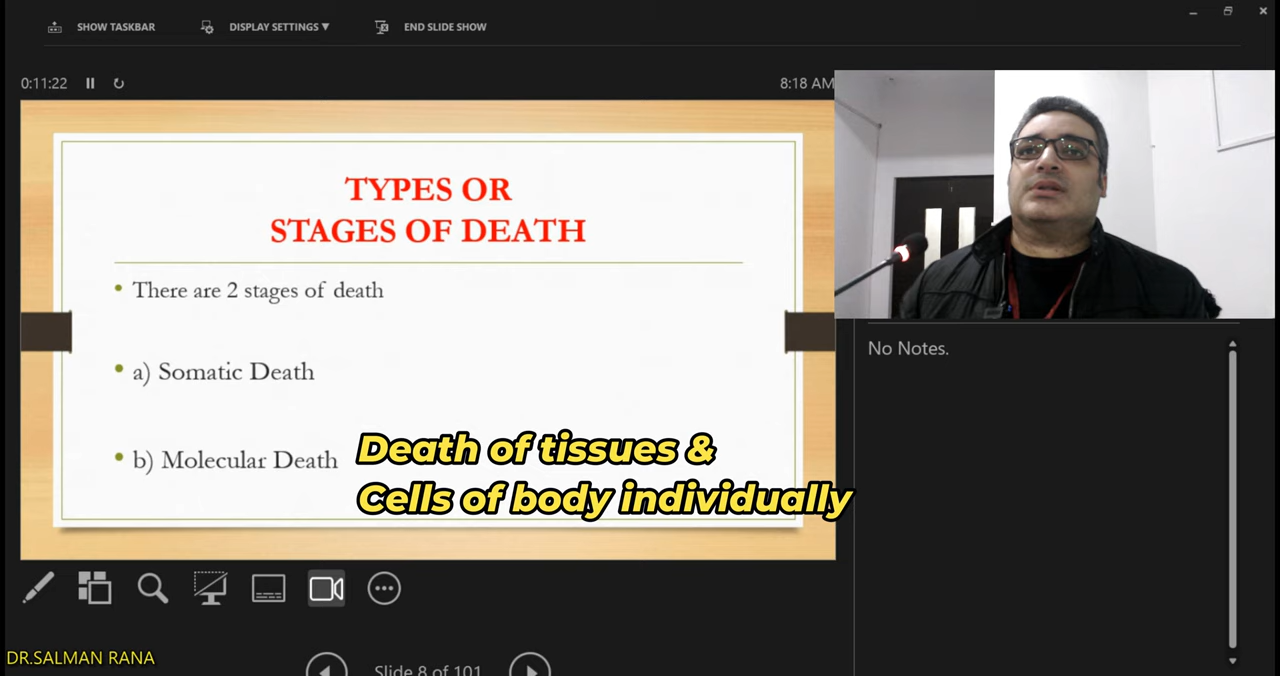 SHOW TASKBAR
DISPLAY SETTINGS ▼
END SLIDE SHOW
0:11:22
8:18 AM
TYPES OR
STAGES OF DEATH
• There are 2 stages of death
• a) Somatic Death
• b) Molecular Death
Death of tissues &
Cells of body individually
No Notes.
DR.SALMAN RANA
Slide 8 of 101